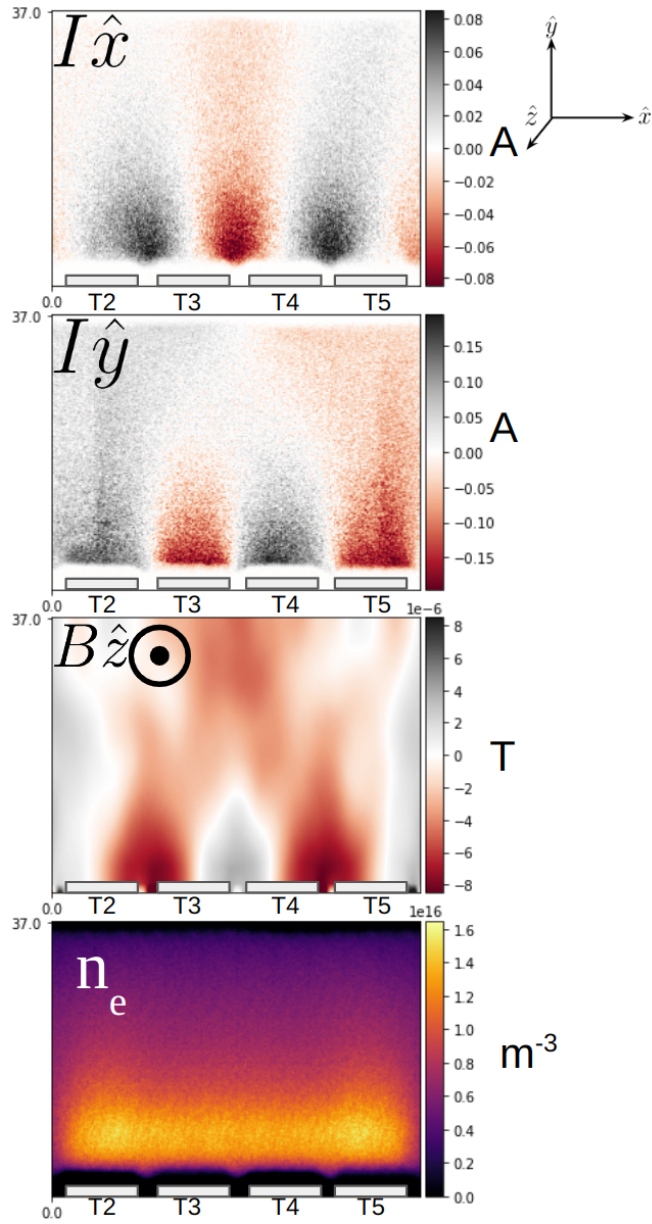 37.0
I x̂
0.08
0.06
0.04
0.02
0.00
−0.02
−0.04
−0.06
−0.08
A
ŷ
ẑ
x̂
0.0
T2 T3 T4 T5
37.0
I ŷ
0.15
0.10
0.05
0.00
−0.05
−0.10
−0.15
A
0.0
T2 T3 T4 T5
1e−6
37.0
B ẑ
8
6
4
2
0
−2
−4
−6
−8
T
0.0
T2 T3 T4 T5
1e16
37.0
nₑ
1.6
1.4
1.2
1.0
0.8
0.6
0.4
0.2
0.0
m⁻³
0.0
T2 T3 T4 T5